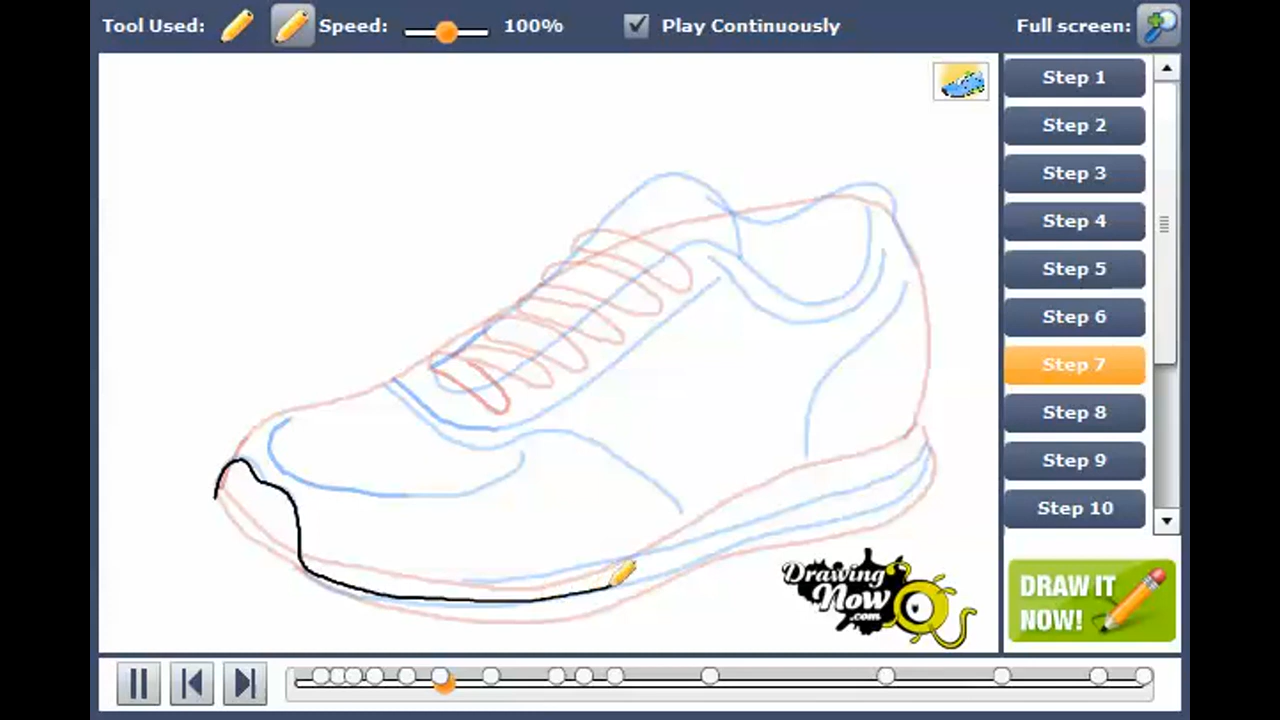 Tool Used:
Speed:
100%
Play Continuously
Full screen:
Step 1
Step 2
Step 3
Step 4
Step 5
Step 6
Step 7
Step 8
Step 9
Step 10
Drawing
Now
.com
DRAW IT
NOW!